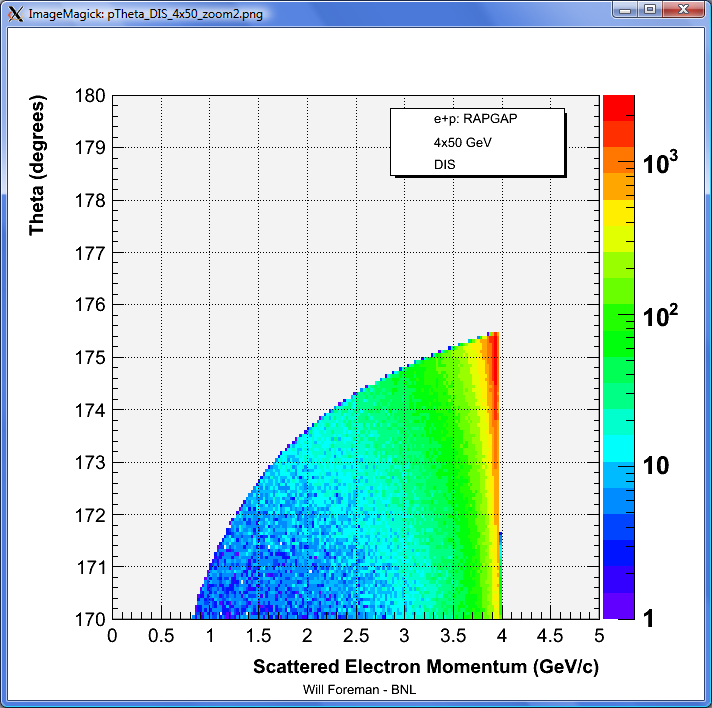 ImageMagick: pTheta_DIS_4x50_zoom2.png
e+p: RAPGAP
4x50 GeV
DIS
Theta (degrees)
180
179
178
177
176
175
174
173
172
171
170
0 0.5 1 1.5 2 2.5 3 3.5 4 4.5 5
10³
10²
10
1
Scattered Electron Momentum (GeV/c)
Will Foreman - BNL